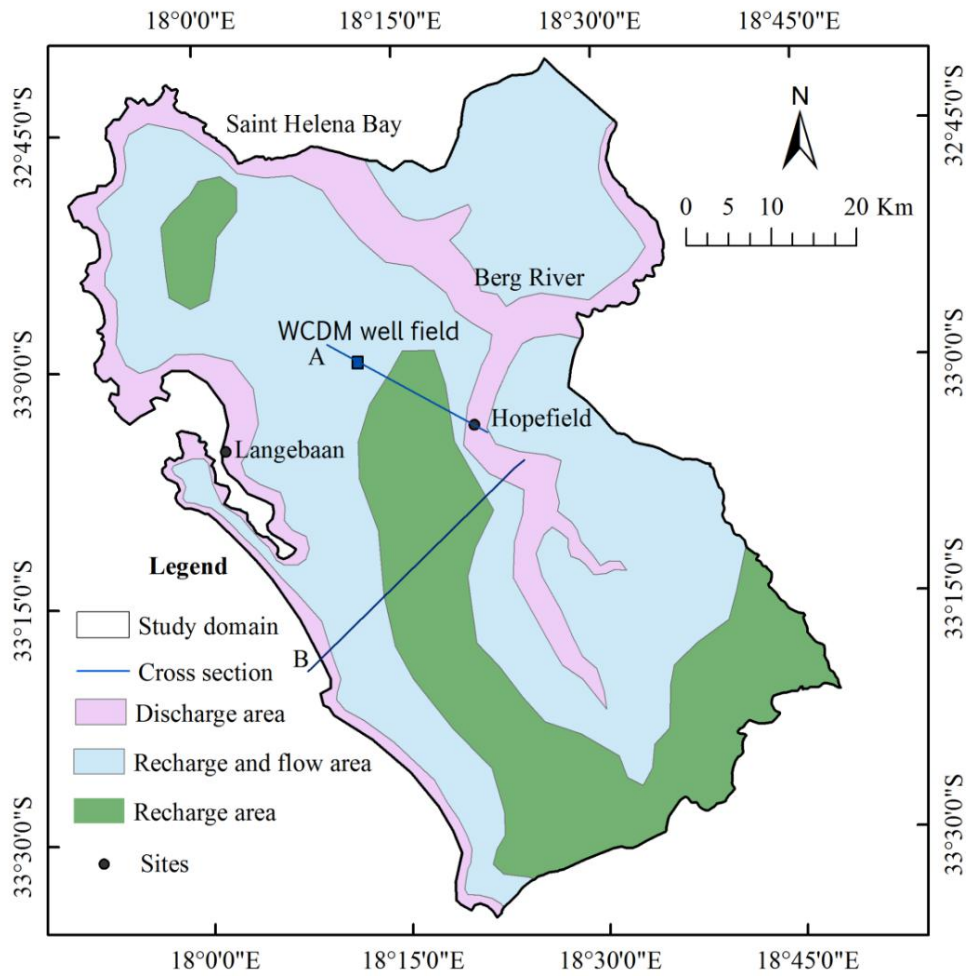 18°0'0"E 18°15'0"E 18°30'0"E 18°45'0"E
N
32°45'0"S
32°45'0"S
Saint Helena Bay
0 5 10 20 Km
Berg River
WCDM well field
A
33°0'0"S
33°0'0"S
Hopefield
Langebaan
Legend
Study domain
33°15'0"S
33°15'0"S
B
Cross section
Discharge area
Recharge and flow area
Recharge area
33°30'0"S
33°30'0"S
Sites
18°0'0"E 18°15'0"E 18°30'0"E 18°45'0"E